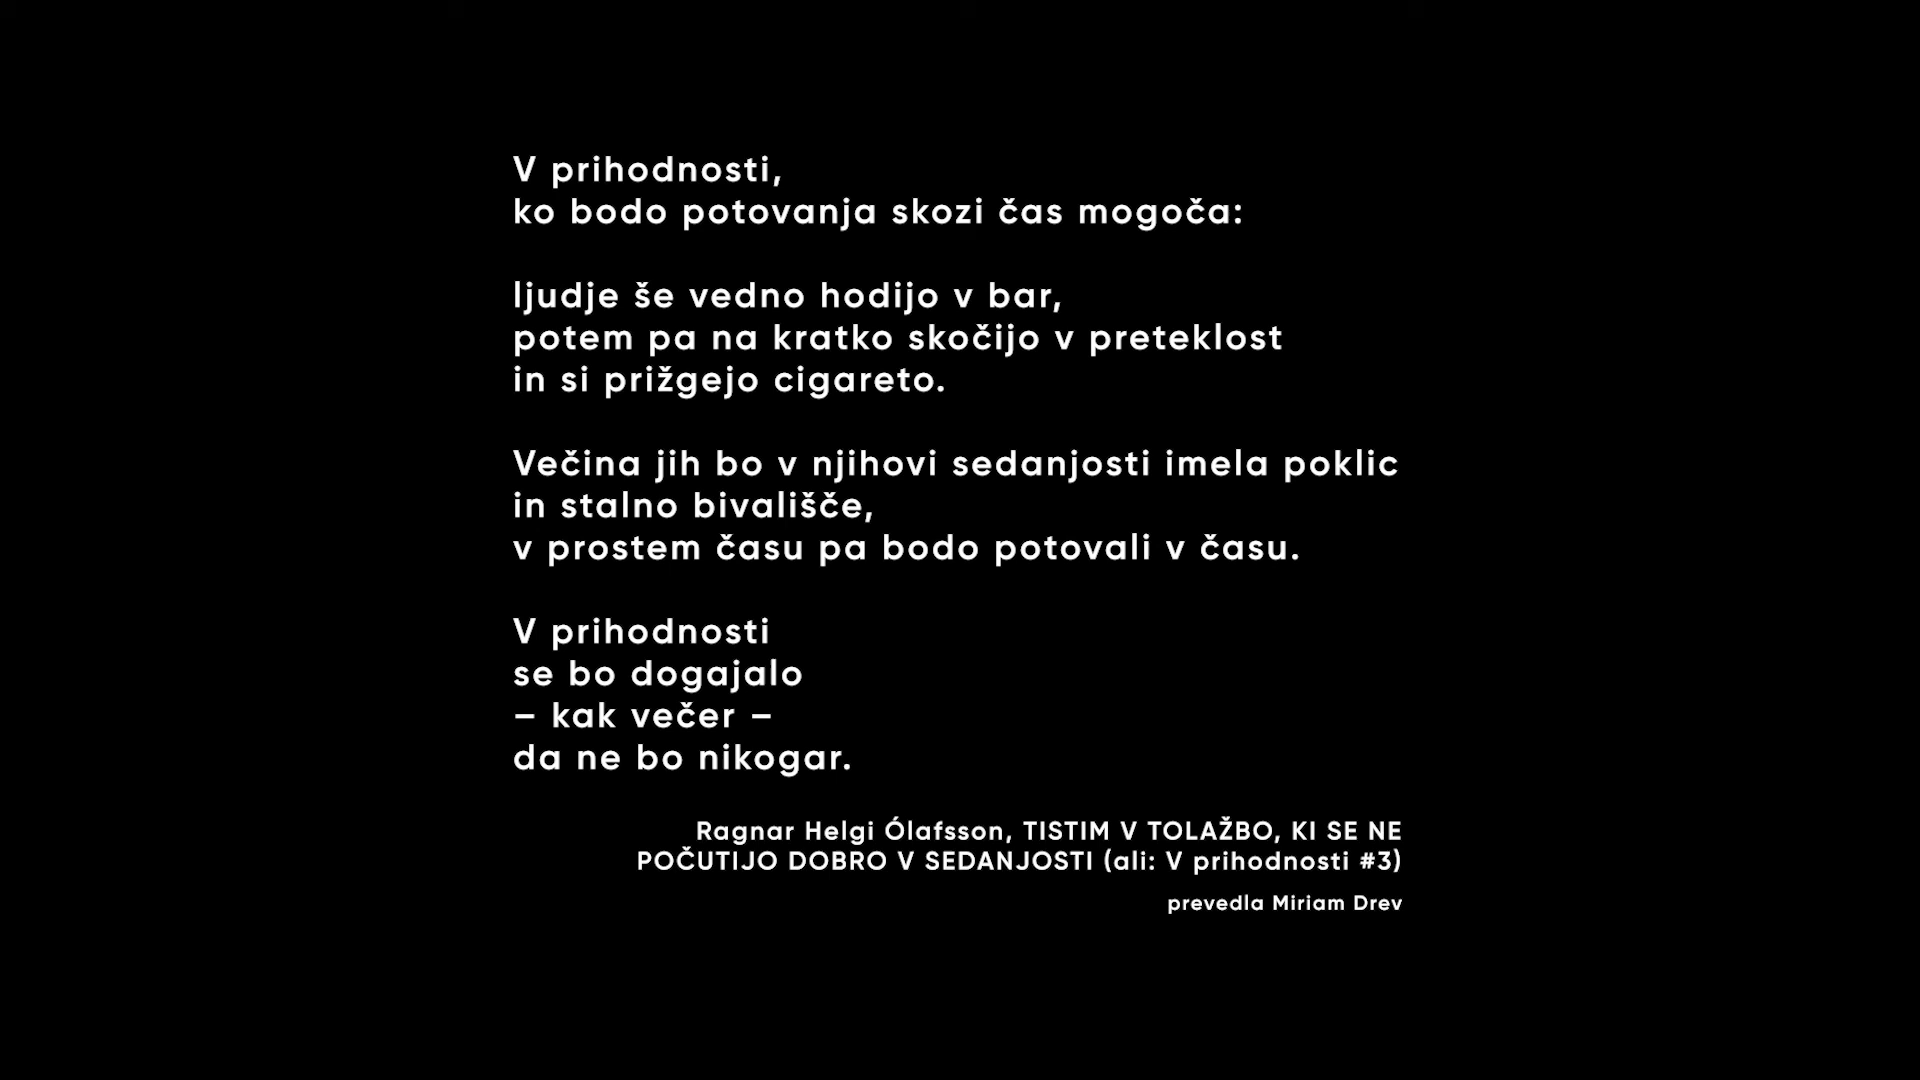 V prihodnosti,
ko bodo potovanja skozi čas mogoča:
ljudje še vedno hodijo v bar,
potem pa na kratko skočijo v preteklost
in si prižgejo cigareto.
Večina jih bo v njihovi sedanjosti imela poklic
in stalno bivališče,
v prostem času pa bodo potovali v času.
V prihodnosti
se bo dogajalo
– kak večer –
da ne bo nikogar.
Ragnar Helgi Ólafsson, TISTIM V TOLAŽBO, KI SE NE
POČUTIJO DOBRO V SEDANJOSTI (ali: V prihodnosti #3)
prevedla Miriam Drev